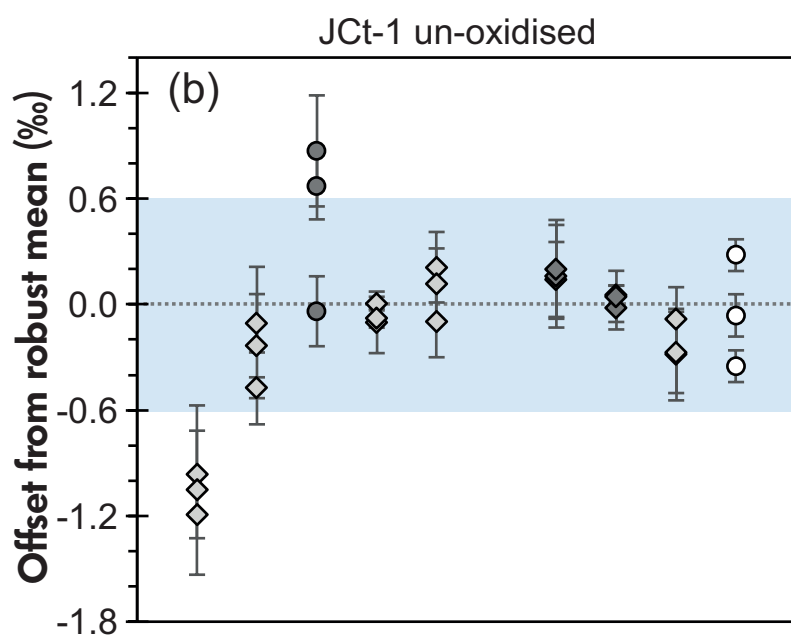 JCt-1 un-oxidised
(b)
Offset from robust mean (‰)
1.2
0.6
0.0
-0.6
-1.2
-1.8